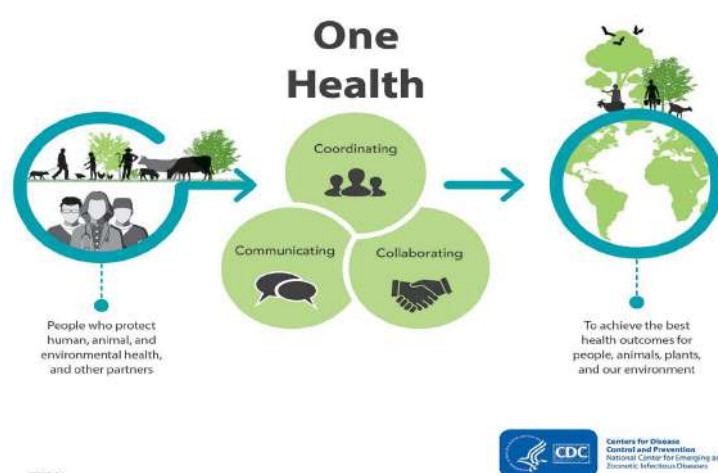 One
Health
Coordinating
Communicating
Collaborating
People who protect
human, animal, and
environmental health,
and other partners
To achieve the best
health outcomes for
people, animals, plants,
and our environment
CDC
Centers for Disease
Control and Prevention
National Center for Emerging
Zoonotic Infectious Diseases